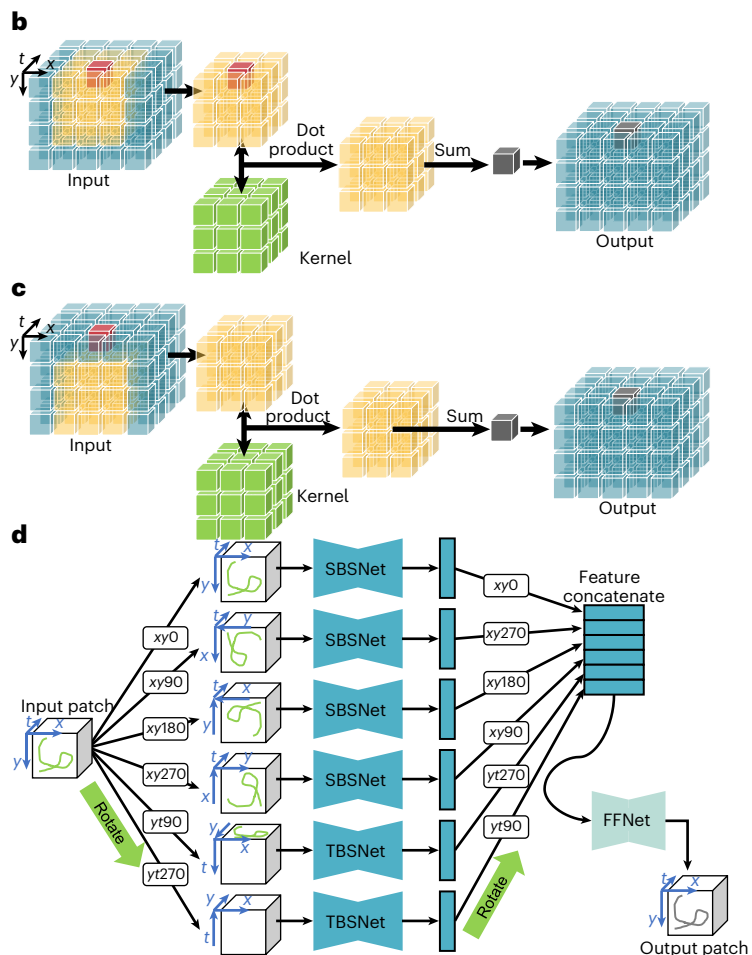 b
t
x
y
Input
Dot
product
Sum
Kernel
Output
c
t
x
y
Input
Dot
product
Sum
Kernel
Output
d
t
x
y
SBSNet
xy0
Feature
concatenate
xy0
t
y
x
SBSNet
xy270
xy90
Input patch
t
x
y
xy180
t
x
y
SBSNet
xy180
xy270
t
y
x
SBSNet
xy90
yt270
Rotate
yt90
y
x
t
TBSNet
yt90
FFNet
yt270
y
x
t
TBSNet
Rotate
t
x
y
Output patch